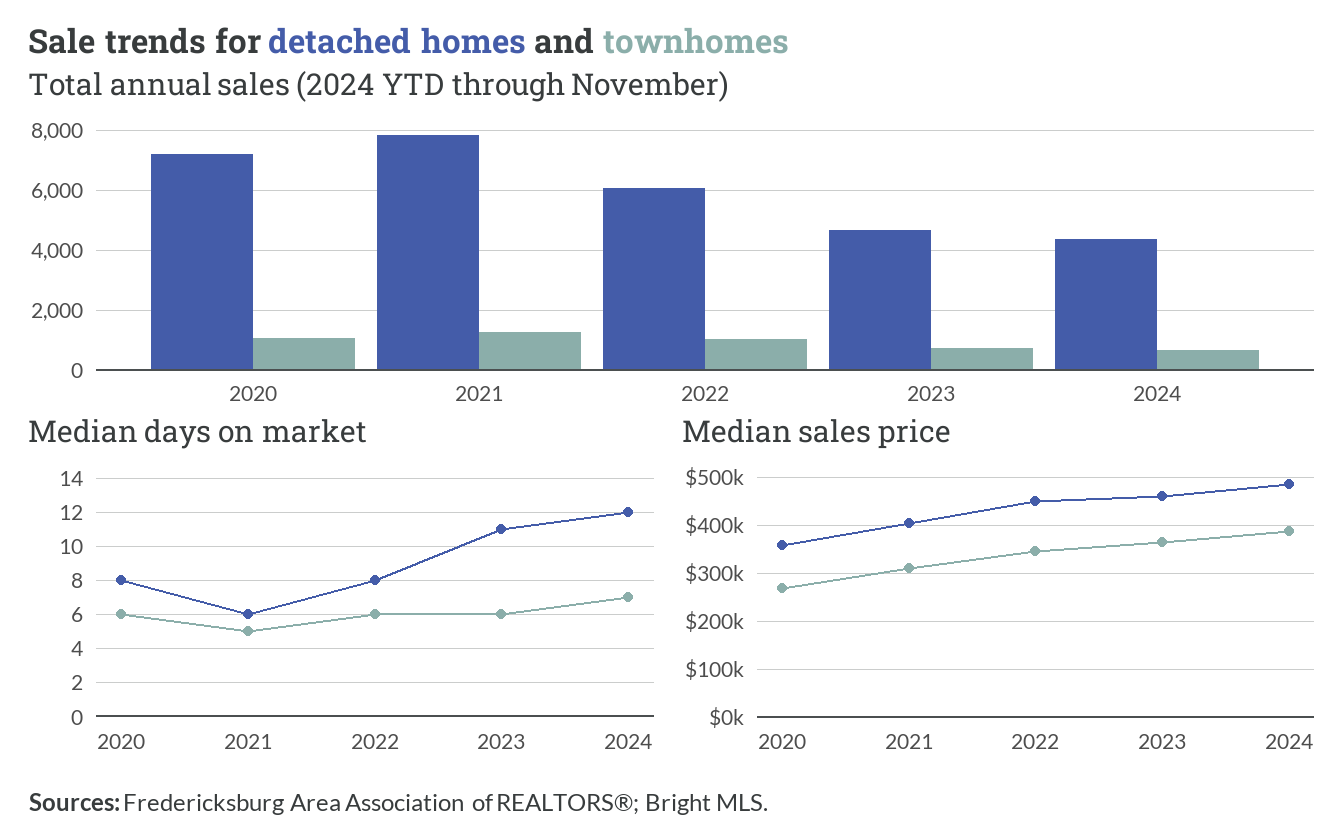 Sale trends for detached homes and townhomes
Total annual sales (2024 YTD through November)
8,000
6,000
4,000
2,000
0
2020 2021 2022 2023 2024
Median days on market
14
12
10
8
6
4
2
0
2020 2021 2022 2023 2024
Median sales price
$500k
$400k
$300k
$200k
$100k
$0k
2020 2021 2022 2023 2024
Sources: Fredericksburg Area Association of REALTORS®; Bright MLS.